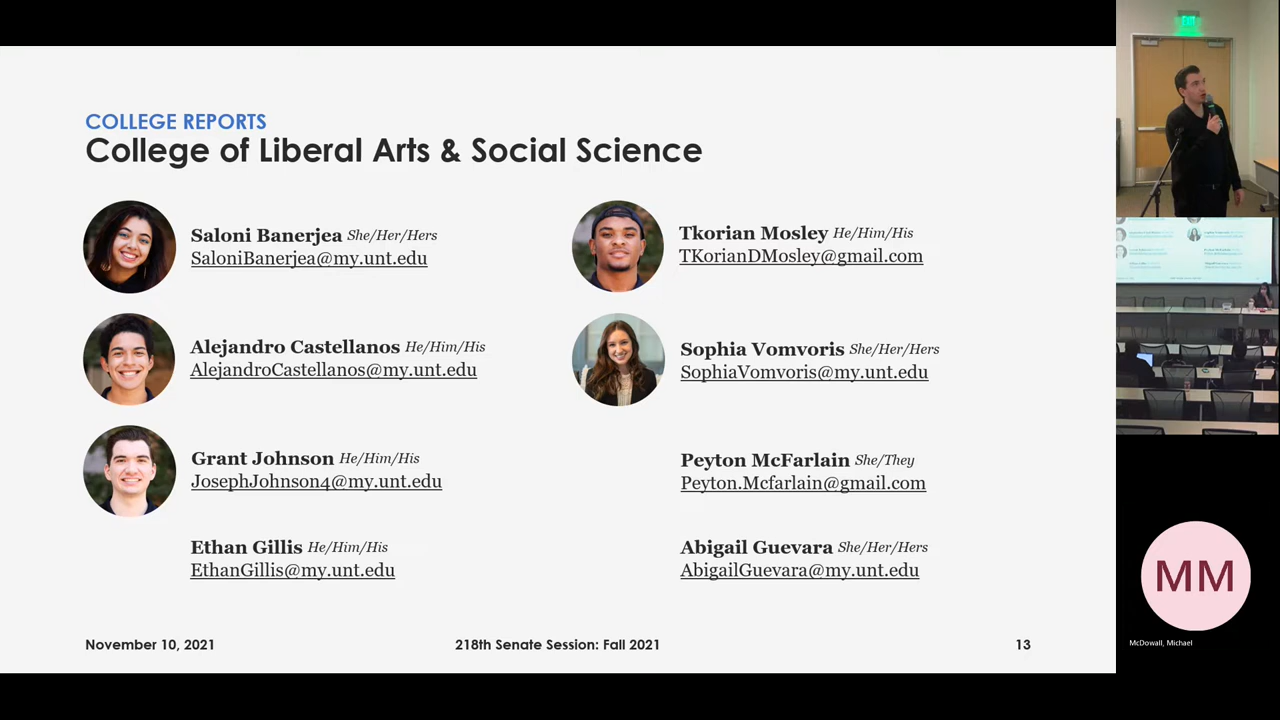 COLLEGE REPORTS
College of Liberal Arts & Social Science
Saloni Banerjea She/Her/Hers
SaloniBanerjea@my.unt.edu
Tkorian Mosley He/Him/His
TKorianDMosley@gmail.com
Alejandro Castellanos He/Him/His
AlejandroCastellanos@my.unt.edu
Sophia Vomvoris She/Her/Hers
SophiaVomvoris@my.unt.edu
Grant Johnson He/Him/His
JosephJohnson4@my.unt.edu
Peyton McFarlain She/They
Peyton.Mcfarlain@gmail.com
Ethan Gillis He/Him/His
EthanGillis@my.unt.edu
Abigail Guevara She/Her/Hers
AbigailGuevara@my.unt.edu
November 10, 2021
218th Senate Session: Fall 2021
13
MM
McDowall, Michael